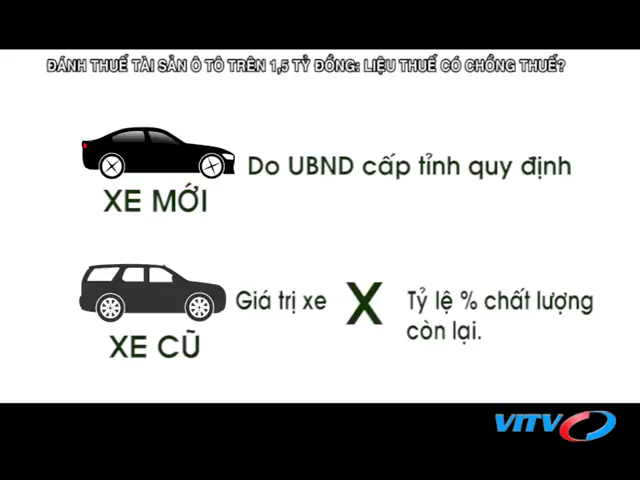 ĐÁNH THUẾ TÀI SẢN Ô TÔ TRÊN 1,5 TỶ ĐỒNG: LIỆU THUẾ CÓ CHỒNG THUẾ?
Do UBND cấp tỉnh quy định
XE MỚI
Giá trị xe X Tỷ lệ % chất lượng
còn lại.
XE CŨ
VITV